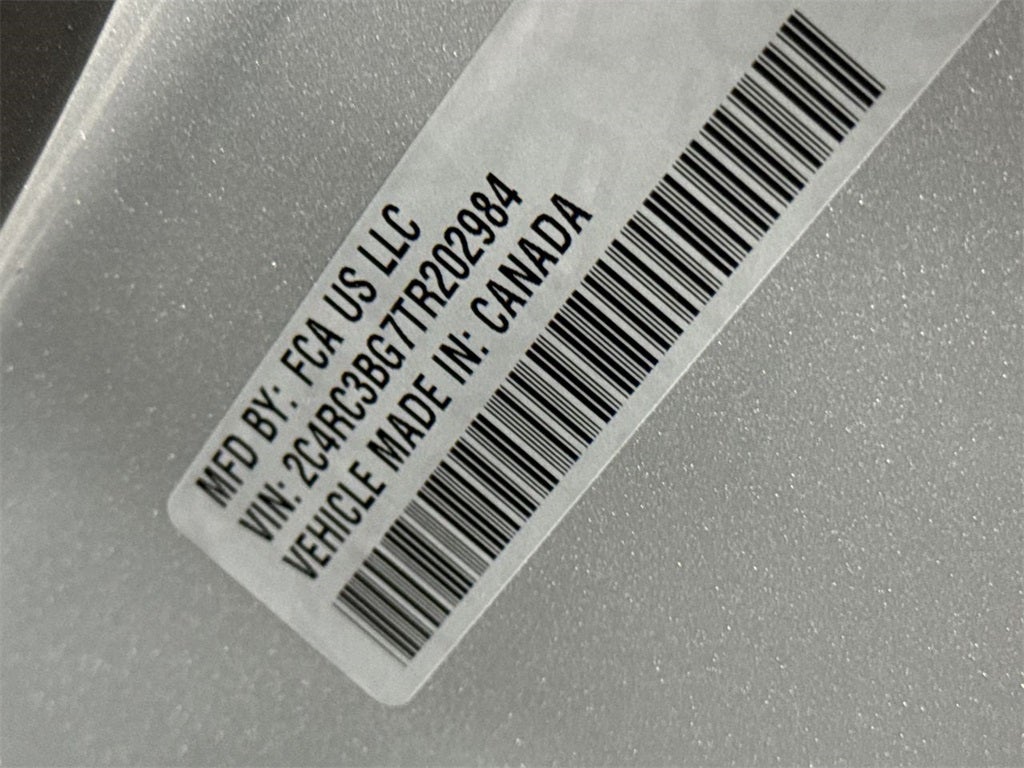 MFD BY: FCA US LLC
VIN: 2C4RC3BG7TR202984
VEHICLE MADE IN: CANADA